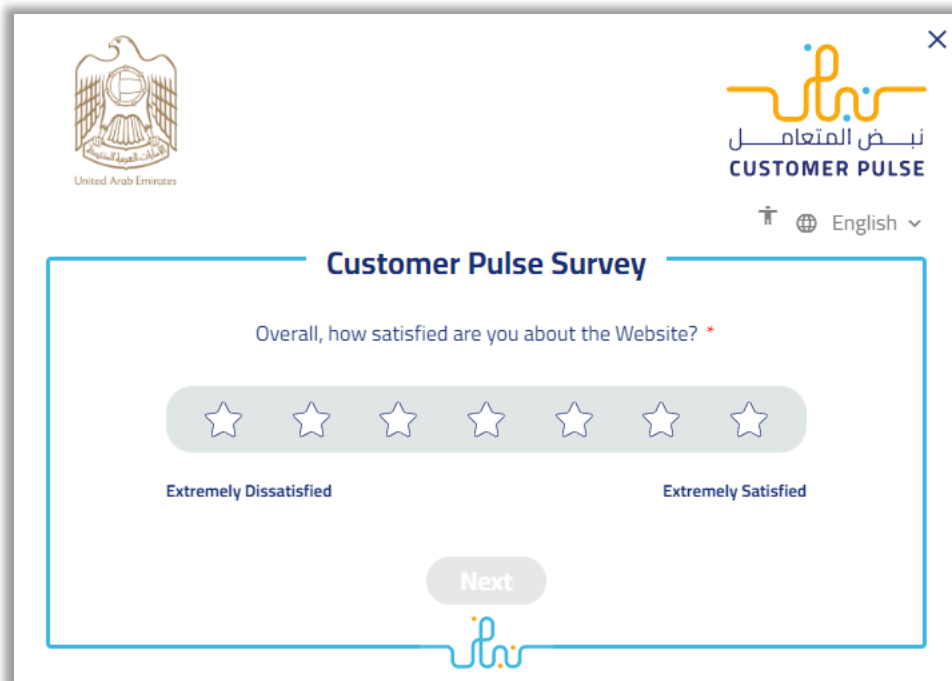 United Arab Emirates
نبض المتعامل
CUSTOMER PULSE
English
Customer Pulse Survey
Overall, how satisfied are you about the Website? *
Extremely Dissatisfied
Extremely Satisfied
Next